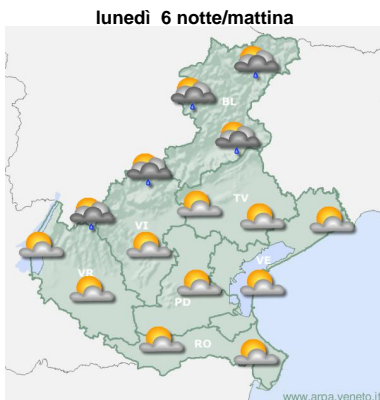 lunedì 6 notte/mattina
BL
TV
VI
VE
VR
PD
RO
www.arpa.veneto.it